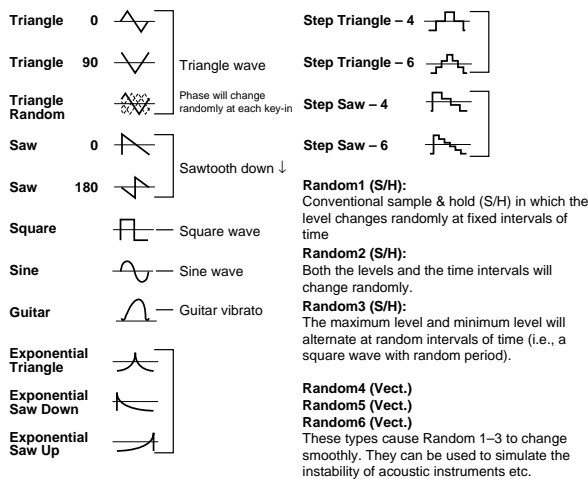 Triangle 0
Triangle 90
Triangle wave
Triangle
Random
Phase will change
randomly at each key-in
Saw 0
Saw 180
Sawtooth down ↓
Square
Square wave
Sine
Sine wave
Guitar
Guitar vibrato
Exponential
Triangle
Exponential
Saw Down
Exponential
Saw Up
Step Triangle – 4
Step Triangle – 6
Step Saw – 4
Step Saw – 6
Random1 (S/H):
Conventional sample & hold (S/H) in which the
level changes randomly at fixed intervals of
time
Random2 (S/H):
Both the levels and the time intervals will
change randomly.
Random3 (S/H):
The maximum level and minimum level will
alternate at random intervals of time (i.e., a
square wave with random period).
Random4 (Vect.)
Random5 (Vect.)
Random6 (Vect.)
These types cause Random 1–3 to change
smoothly. They can be used to simulate the
instability of acoustic instruments etc.